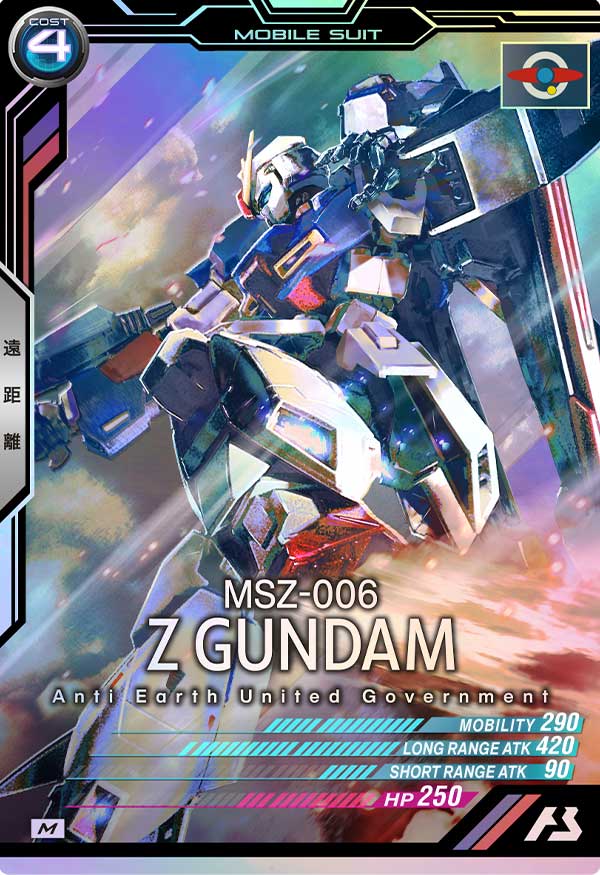 COST
4
MOBILE SUIT
遠距離
MSZ-006
Z GUNDAM
Anti Earth United Government
MOBILITY 290
LONG RANGE ATK 420
SHORT RANGE ATK 90
HP 250
M